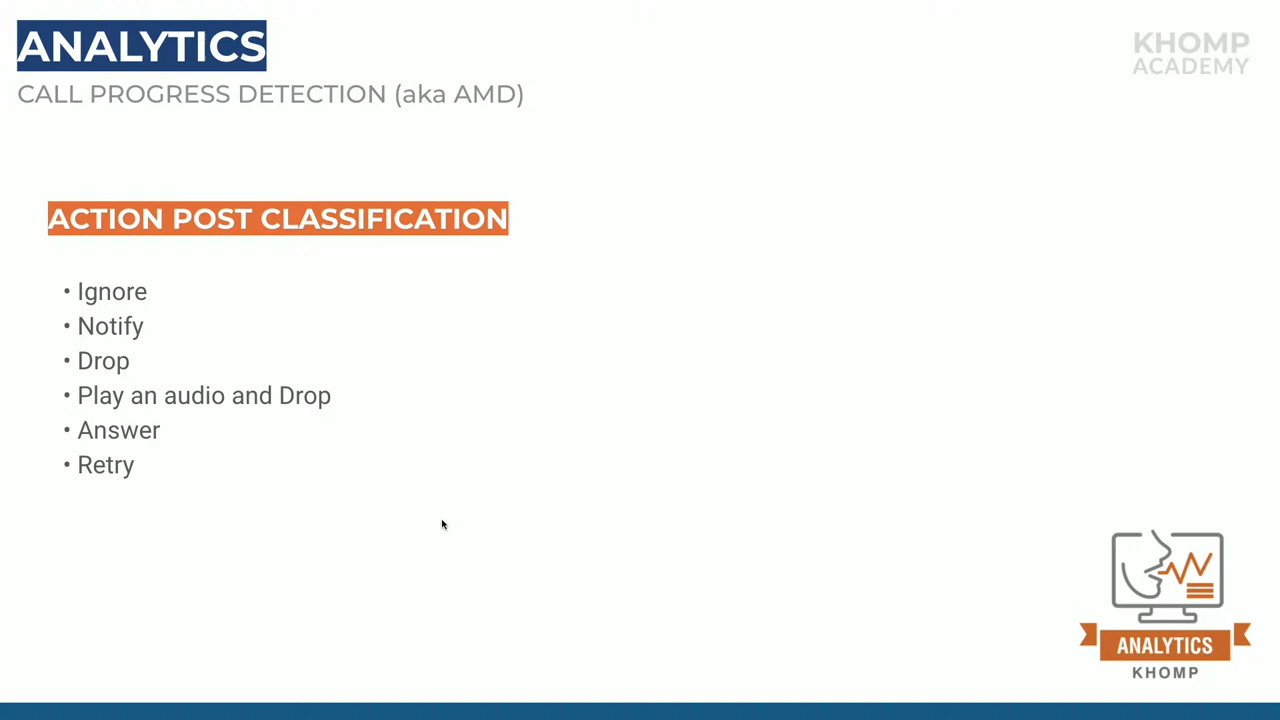 ANALYTICS
KHOMP
ACADEMY
CALL PROGRESS DETECTION (aka AMD)
ACTION POST CLASSIFICATION
• Ignore
• Notify
• Drop
• Play an audio and Drop
• Answer
• Retry
ANALYTICS
KHOMP